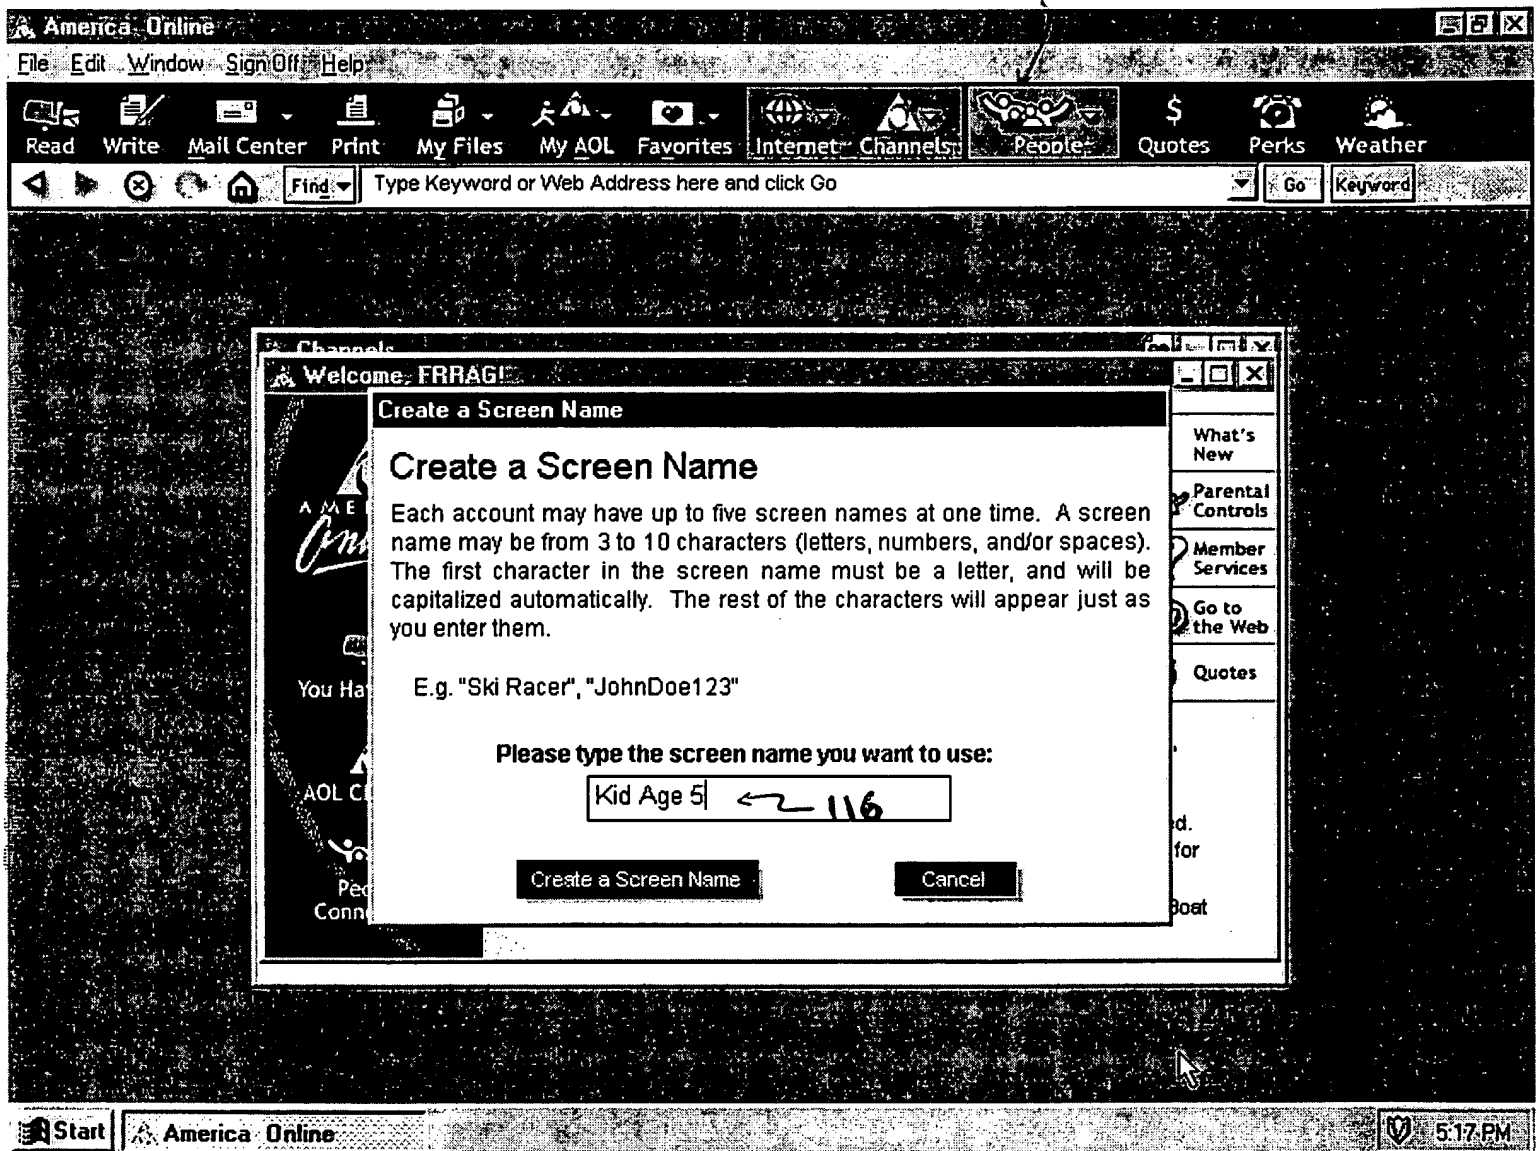 America Online
File Edit Window Sign Off Help
Read Write Mail Center Print My Files My AOL Favorites Internet Channels People Quotes Perks Weather
Find Type Keyword or Web Address here and click Go Go Keyword
Channels
Welcome, FRRAG!
Create a Screen Name
What's
New
Create a Screen Name
Parental
Controls
AME
Each account may have up to five screen names at one time. A screen
name may be from 3 to 10 characters (letters, numbers, and/or spaces).
The first character in the screen name must be a letter, and will be
capitalized automatically. The rest of the characters will appear just as
you enter them.
Member
Services
Go to
the Web
You Ha
E.g. "Ski Racer", "JohnDoe123"
Quotes
Please type the screen name you want to use:
AOL C
Kid Age 5 116
ed.
for
Create a Screen Name Cancel
Peo
Conn
Boat
Start America Online 5:17 PM